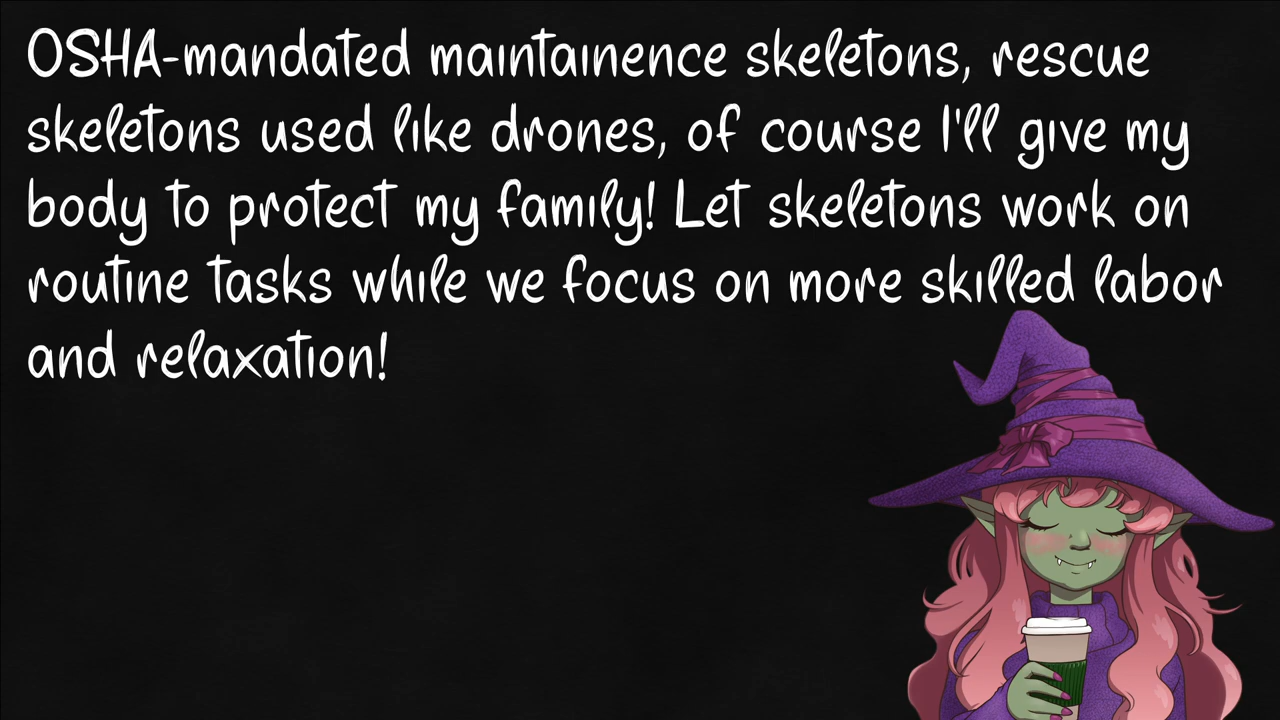 OSHA-mandated maintainence skeletons, rescue
skeletons used like drones, of course I'll give my
body to protect my family! Let skeletons work on
routine tasks while we focus on more skilled labor
and relaxation!